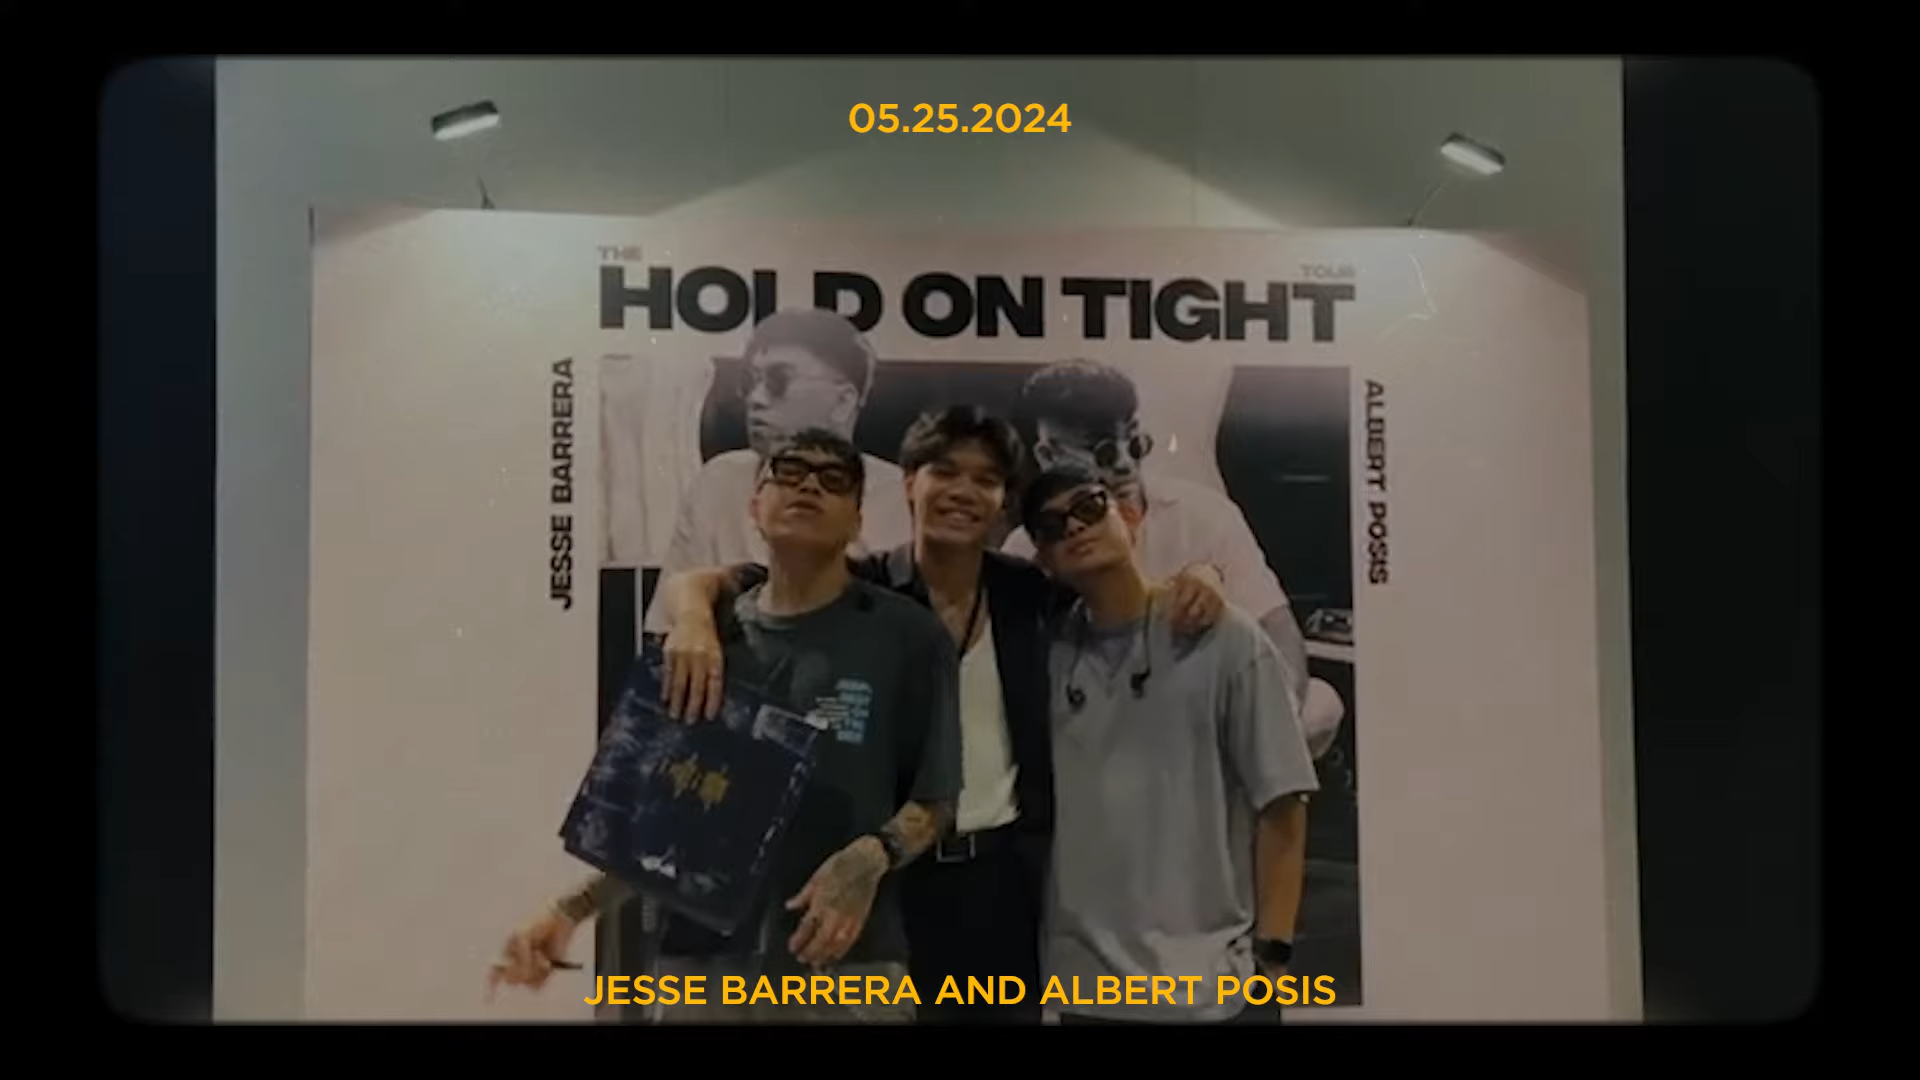 05.25.2024
THE
TOUR
HOLD ON TIGHT
JESSE BARRERA
ALBERT POSIS
JESSE BARRERA AND ALBERT POSIS